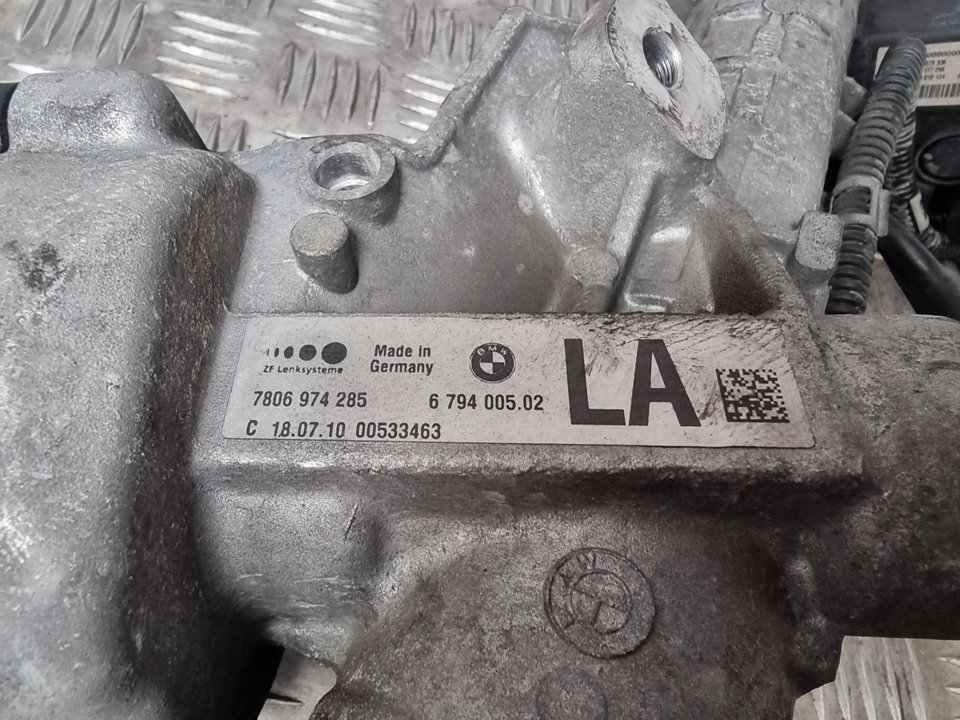 ZF Lenksysteme
Made in
Germany
BMW
LA
7806 974 285
6 794 005.02
C 18.07.10 00533463